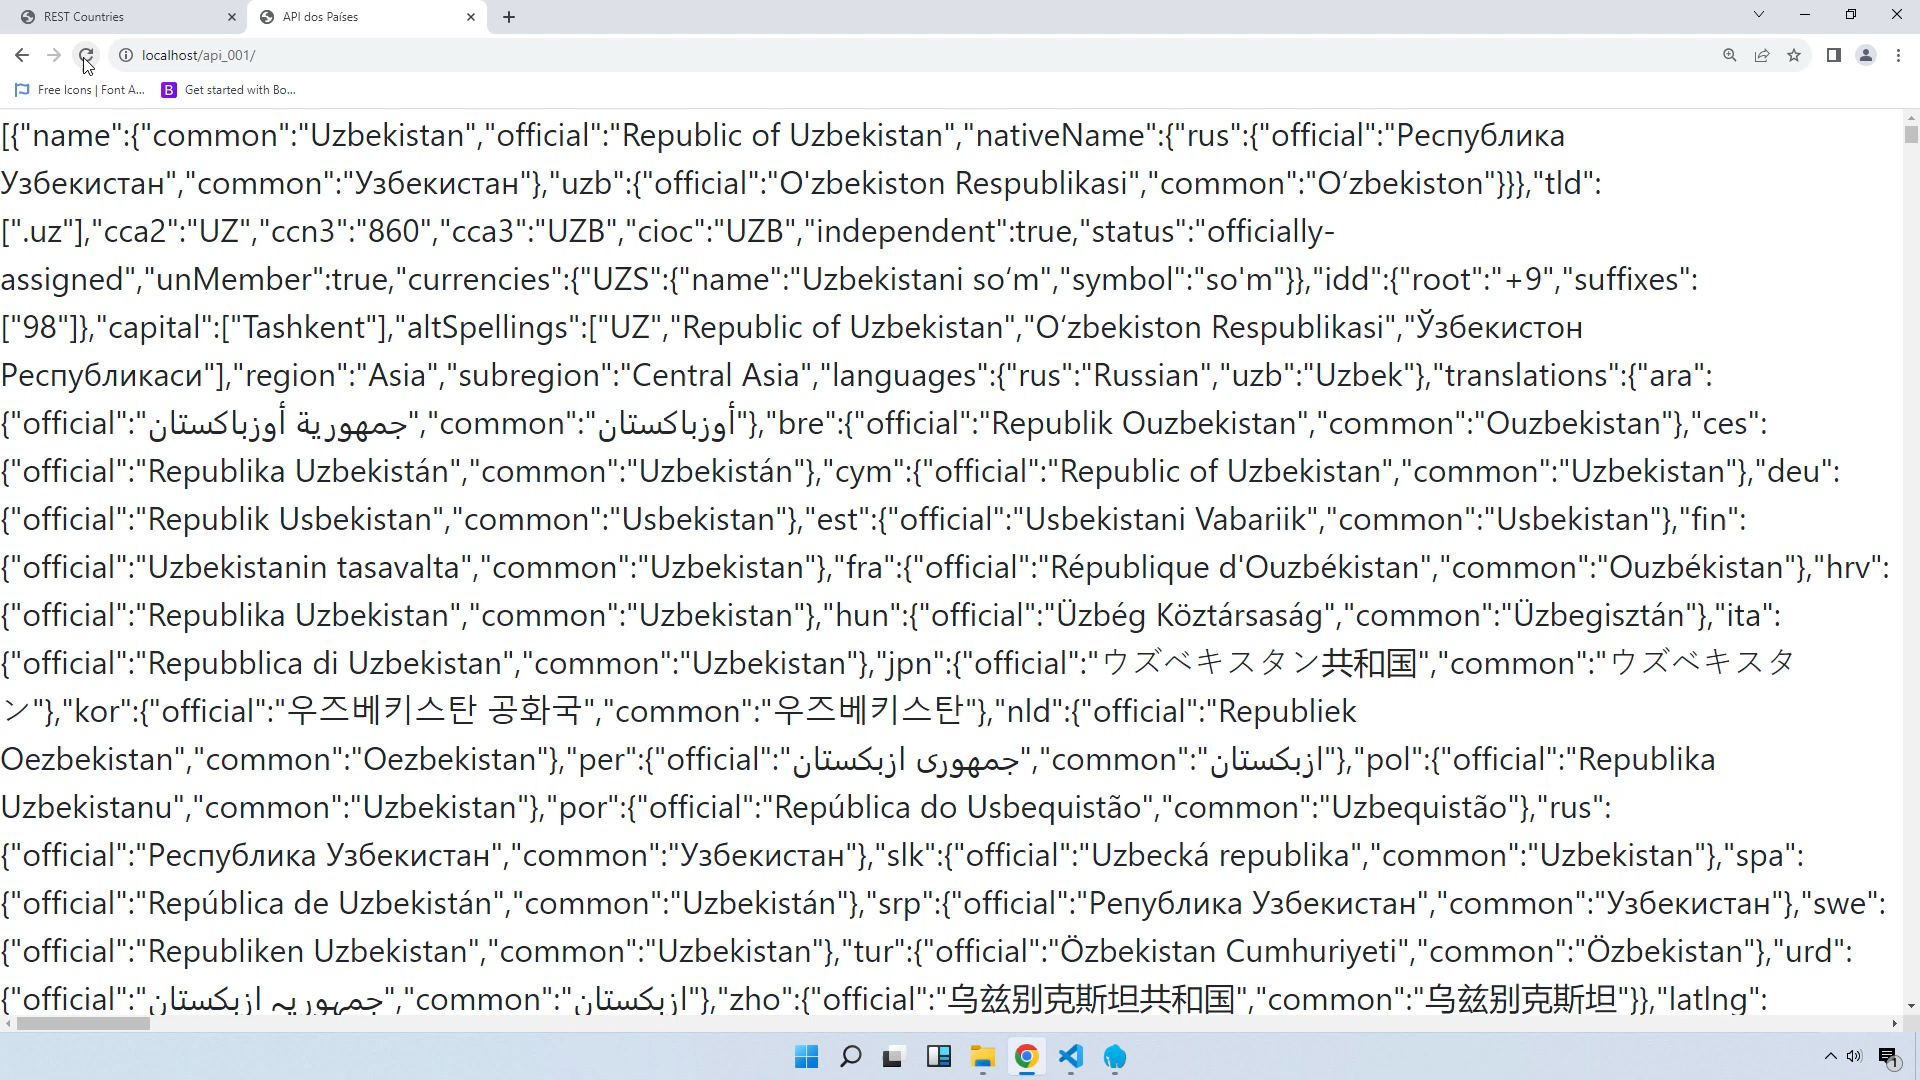 REST Countries
API dos Países
localhost/api_001/
Free Icons | Font A...
Get started with Bo...
[{"name":{"common":"Uzbekistan","official":"Republic of Uzbekistan","nativeName":{"rus":{"official":"Республика
Узбекистан","common":"Узбекистан"},"uzb":{"official":"O'zbekiston Respublikasi","common":"O‘zbekiston"}}},"tld":
[".uz"],"cca2":"UZ","ccn3":"860","cca3":"UZB","cioc":"UZB","independent":true,"status":"officially-
assigned","unMember":true,"currencies":{"UZS":{"name":"Uzbekistani so‘m","symbol":"so'm"}},"idd":{"root":"+9","suffixes":
["98"]},"capital":["Tashkent"],"altSpellings":["UZ","Republic of Uzbekistan","O‘zbekiston Respublikasi","Ўзбекистон
Республикаси"],"region":"Asia","subregion":"Central Asia","languages":{"rus":"Russian","uzb":"Uzbek"},"translations":{"ara":
{"official":"جمهورية أوزباكستان","common":"أوزباكستان"},"bre":{"official":"Republik Ouzbekistan","common":"Ouzbekistan"},"ces":
{"official":"Republika Uzbekistán","common":"Uzbekistán"},"cym":{"official":"Republic of Uzbekistan","common":"Uzbekistan"},"deu":
{"official":"Republik Usbekistan","common":"Usbekistan"},"est":{"official":"Usbekistani Vabariik","common":"Usbekistan"},"fin":
{"official":"Uzbekistanin tasavalta","common":"Uzbekistan"},"fra":{"official":"République d'Ouzbékistan","common":"Ouzbékistan"},"hrv":
{"official":"Republika Uzbekistan","common":"Uzbekistan"},"hun":{"official":"Üzbég Köztársaság","common":"Üzbegisztán"},"ita":
{"official":"Repubblica di Uzbekistan","common":"Uzbekistan"},"jpn":{"official":"ウズベキスタン共和国","common":"ウズベキスタ
ン"},"kor":{"official":"우즈베키스탄 공화국","common":"우즈베키스탄"},"nld":{"official":"Republiek
Oezbekistan","common":"Oezbekistan"},"per":{"official":"جمهوری ازبکستان","common":"ازبکستان"},"pol":{"official":"Republika
Uzbekistanu","common":"Uzbekistan"},"por":{"official":"República do Usbequistão","common":"Uzbequistão"},"rus":
{"official":"Республика Узбекистан","common":"Узбекистан"},"slk":{"official":"Uzbecká republika","common":"Uzbekistan"},"spa":
{"official":"República de Uzbekistán","common":"Uzbekistán"},"srp":{"official":"Република Узбекистан","common":"Узбекистан"},"swe":
{"official":"Republiken Uzbekistan","common":"Uzbekistan"},"tur":{"official":"Özbekistan Cumhuriyeti","common":"Özbekistan"},"urd":
{"official":"جمہوریہ ازبکستان","common":"ازبکستان"},"zho":{"official":"乌兹别克斯坦共和国","common":"乌兹别克斯坦"}},"latlng":